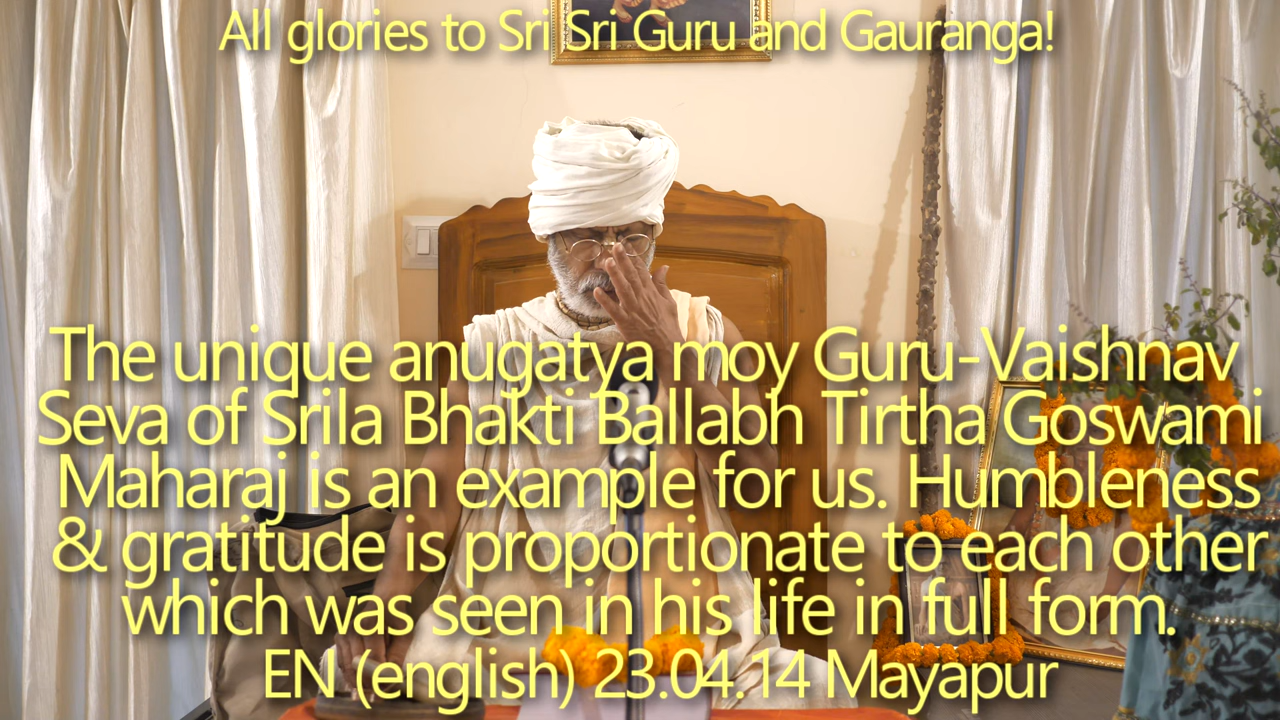 All glories to Sri Sri Guru and Gauranga!
The unique anugatya moy Guru-Vaishnav
Seva of Srila Bhakti Ballabh Tirtha Goswami
Maharaj is an example for us. Humbleness
& gratitude is proportionate to each other
which was seen in his life in full form.
EN (english) 23.04.14 Mayapur